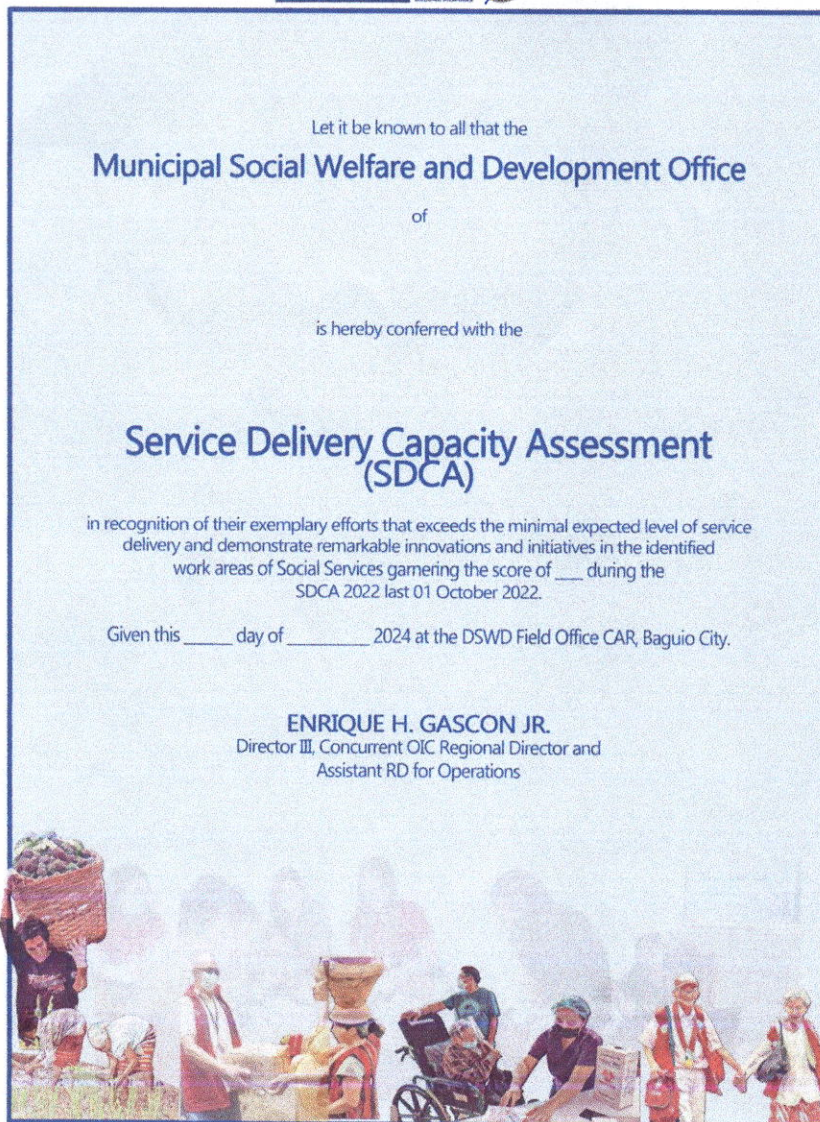 Let it be known to all that the
Municipal Social Welfare and Development Office
of
is hereby conferred with the
Service Delivery Capacity Assessment
(SDCA)
in recognition of their exemplary efforts that exceeds the minimal expected level of service
delivery and demonstrate remarkable innovations and initiatives in the identified
work areas of Social Services garnering the score of ___ during the
SDCA 2022 last 01 October 2022.
Given this _____ day of ________ 2024 at the DSWD Field Office CAR, Baguio City.
ENRIQUE H. GASCON JR.
Director III, Concurrent OIC Regional Director and
Assistant RD for Operations